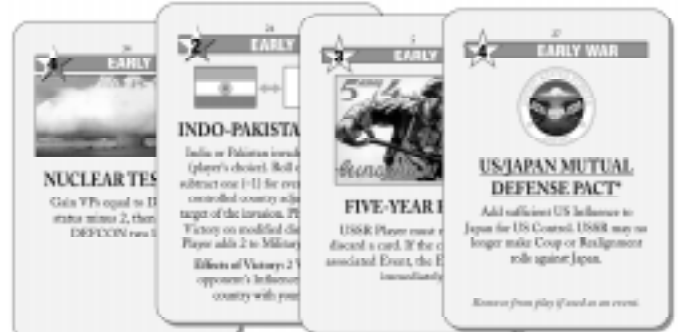 EARLY
NUCLEAR TES
Gain VPs equal to D
status minus 2, then
DEFCON two l
24
2
EARLY
INDO-PAKISTA
India or Pakistan invade
(player's choice). Roll
subtract one (-1) for ever
controlled country adja
target of the invasion. Pl
Victory on modified die
Player adds 2 to Military
Effects of Victory: 2 V
opponent's Influence
country with your
5
3
EARLY
FIVE-YEAR P
USSR Player must
discard a card. If the
associated Event, the E
immediately
27
4
EARLY WAR
US/JAPAN MUTUAL
DEFENSE PACT*
Add sufficient US Influence to
Japan for US Control. USSR may no
longer make Coup or Realignment
rolls against Japan.
Remove from play if used as an event.